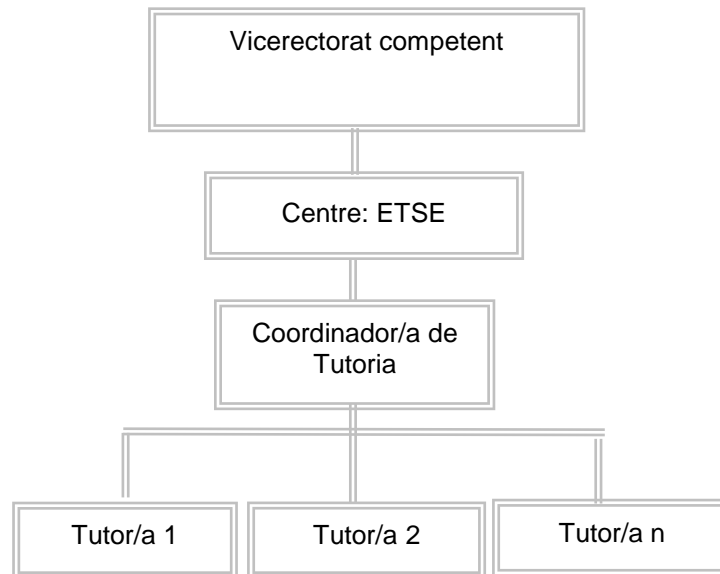 Vicerectorat competent
Centre: ETSE
Coordinador/a de
Tutoria
Tutor/a 1
Tutor/a 2
Tutor/a n